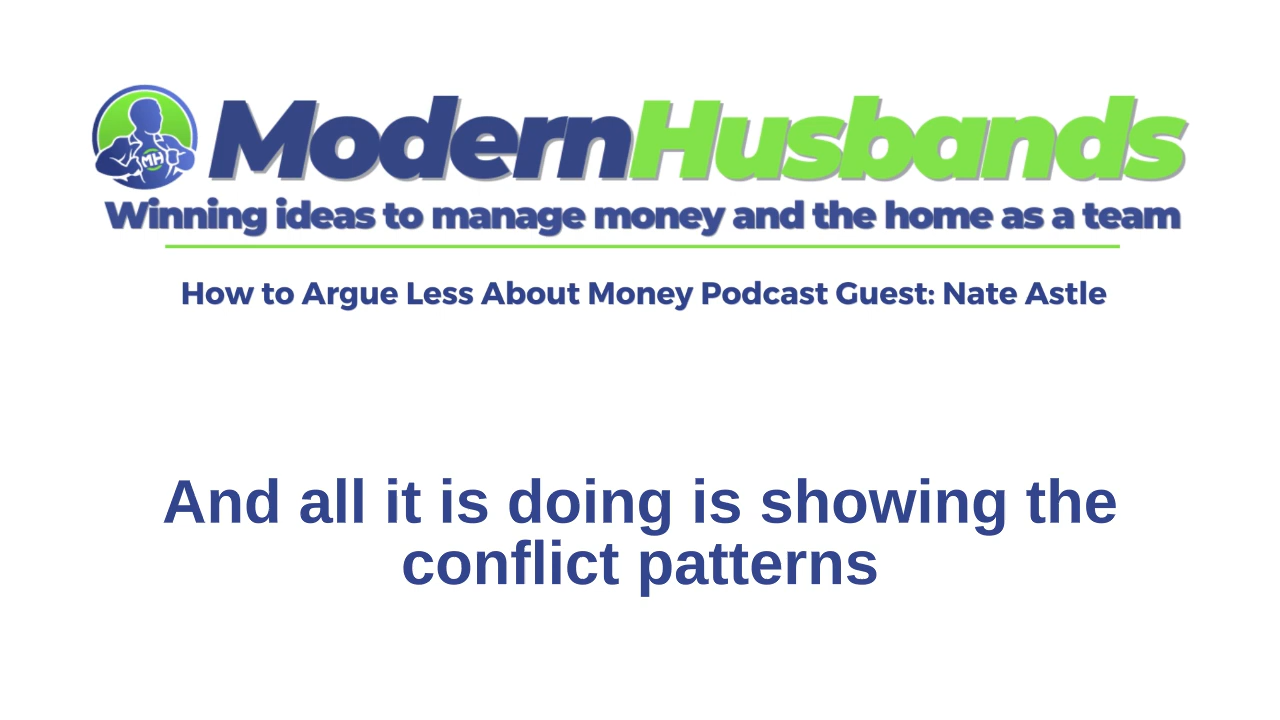 MH
ModernHusbands
Winning ideas to manage money and the home as a team
How to Argue Less About Money Podcast Guest: Nate Astle
And all it is doing is showing the
conflict patterns